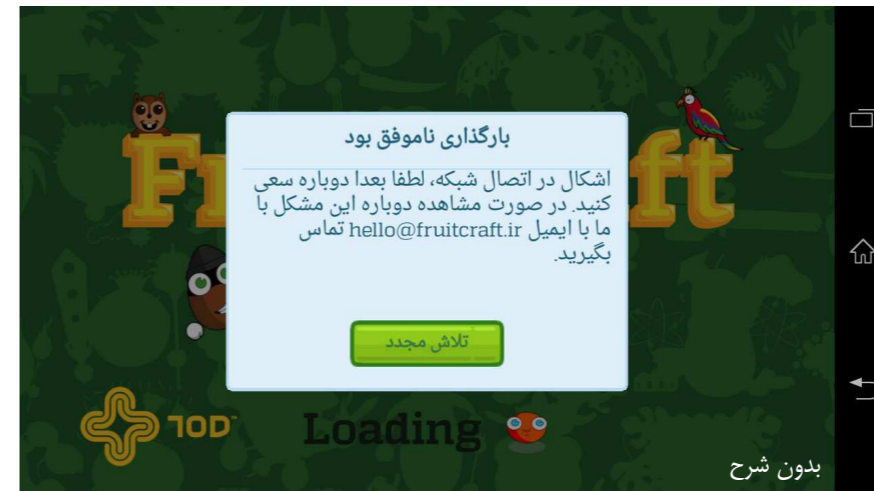 بارگذاری ناموفق بود
اشکال در اتصال شبکه، لطفا بعدا دوباره سعی
کنید. در صورت مشاهده دوباره این مشکل با
ما با ایمیل hello@fruitcraft.ir تماس
بگیرید.
تلاش مجدد
TOD
Loading
بدون شرح